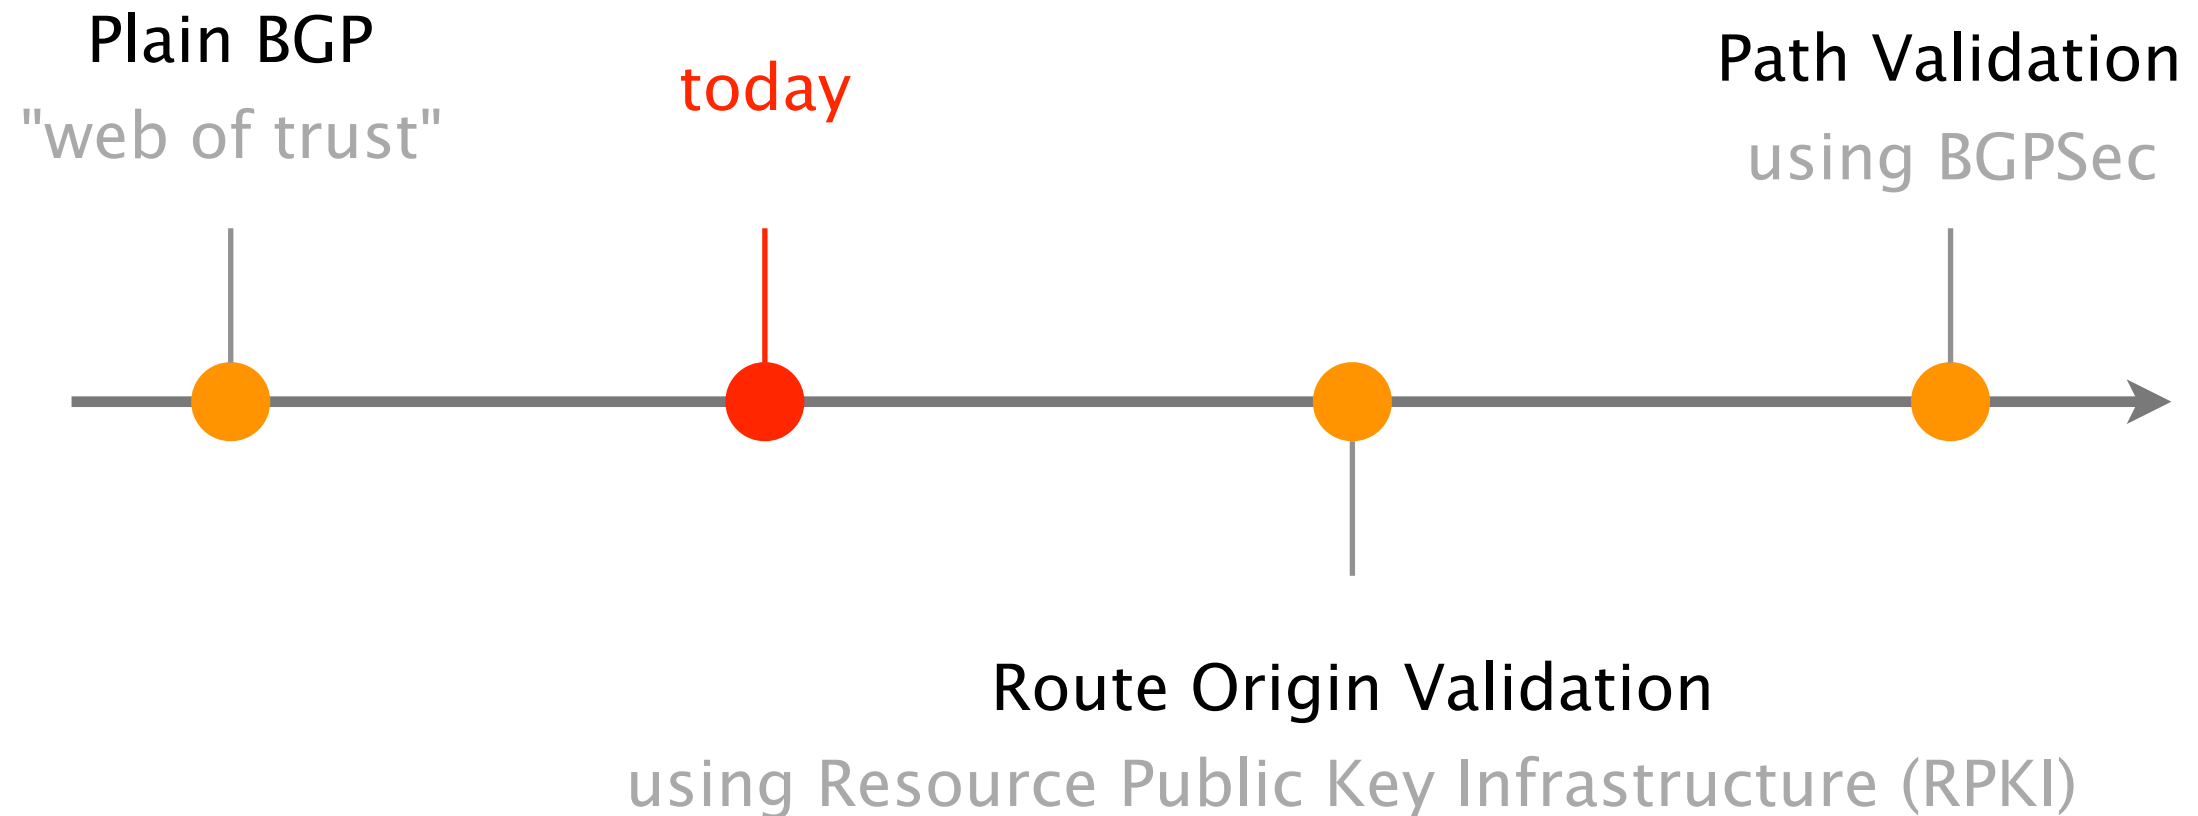 Plain BGP
"web of trust"
today
Path Validation
using BGPSec
Route Origin Validation
using Resource Public Key Infrastructure (RPKI)